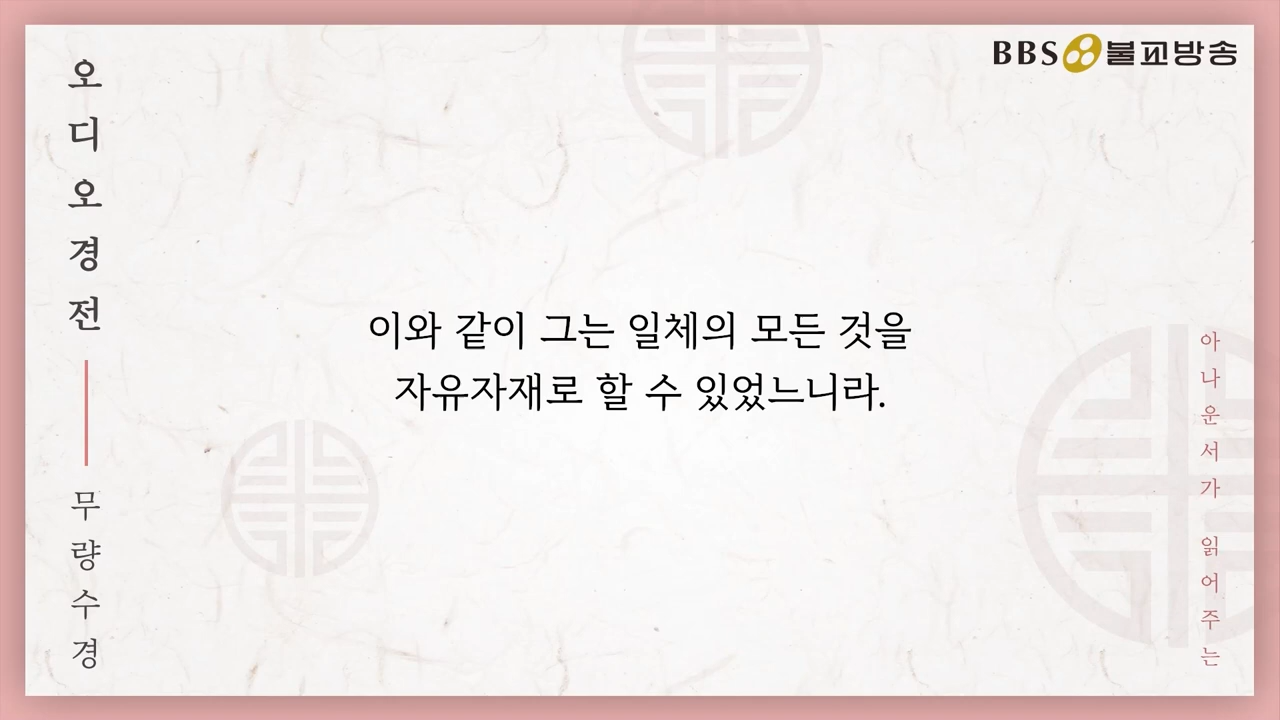 오디오경전
무량수경
BBS 불교방송
이와 같이 그는 일체의 모든 것을
자유자재로 할 수 있었느니라.
아나운서가 읽어주는